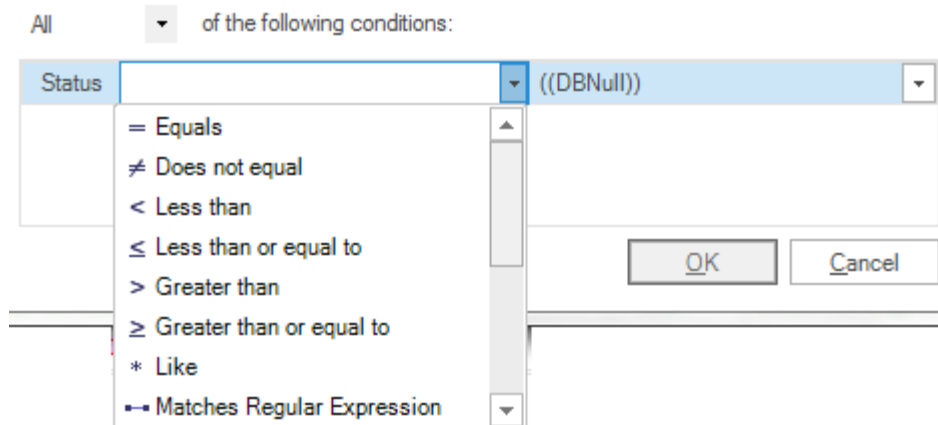 All of the following conditions:
Status ((DBNull))
= Equals
≠ Does not equal
< Less than
≤ Less than or equal to
> Greater than
≥ Greater than or equal to
* Like
Matches Regular Expression
OK Cancel